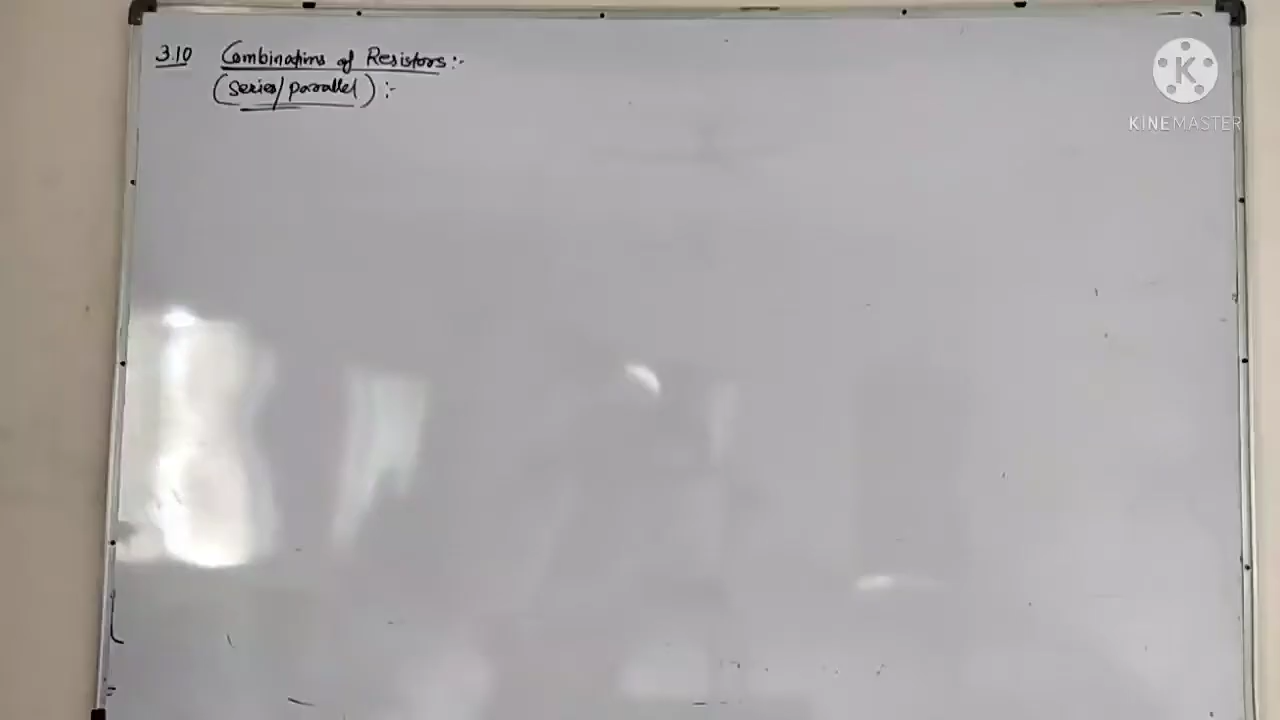 3.10 Combinations of Resistors :-
(Series/parallel) :-
K
KINEMASTER